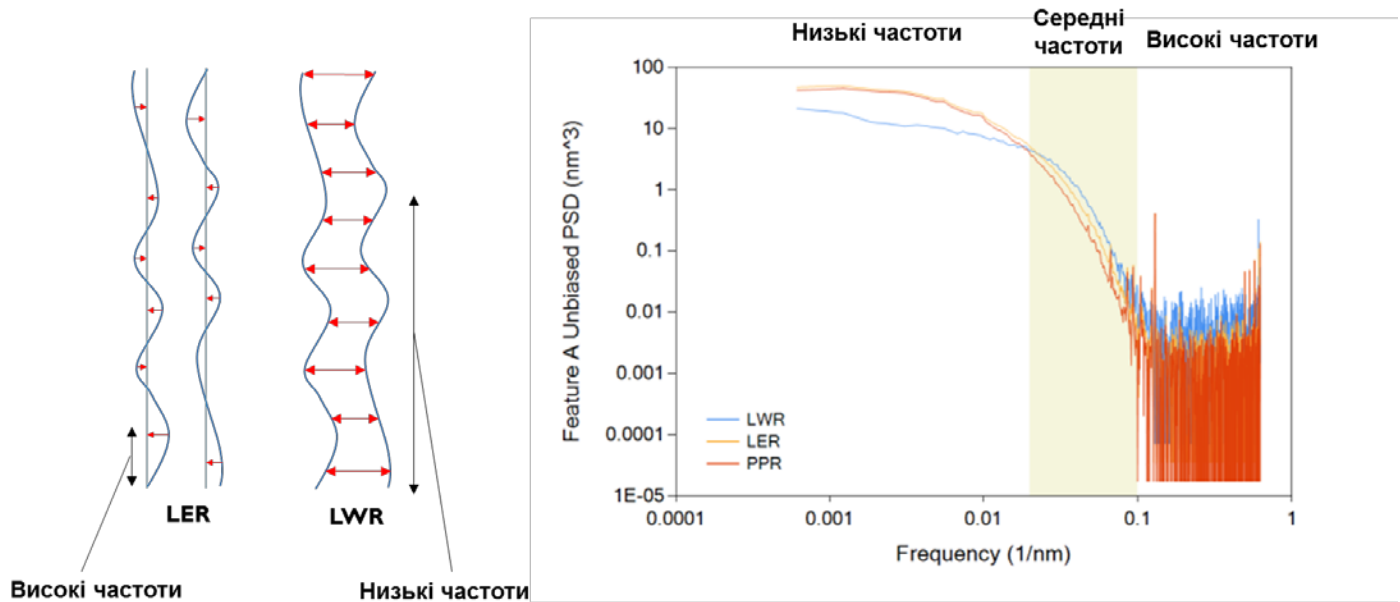 LER
LWR
Високі частоти
Низькі частоти
Низькі частоти
Середні
частоти
Високі частоти
100
10
1
0.1
0.01
0.001
0.0001
1E-05
Feature A Unbiased PSD (nm^3)
LWR
LER
PPR
0.0001
0.001
0.01
0.1
1
Frequency (1/nm)